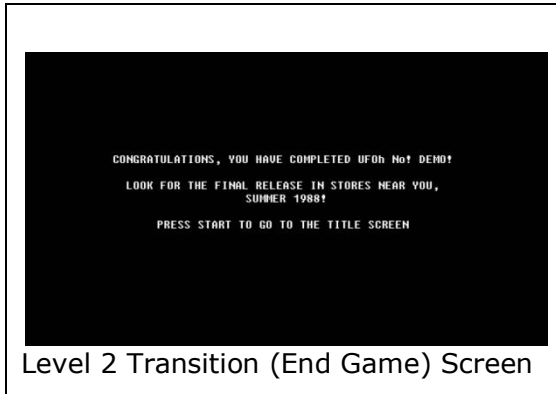 CONGRATULATIONS, YOU HAVE COMPLETED UFOh No! DEMO!
LOOK FOR THE FINAL RELEASE IN STORES NEAR YOU,
SUMMER 1988!
PRESS START TO GO TO THE TITLE SCREEN
Level 2 Transition (End Game) Screen